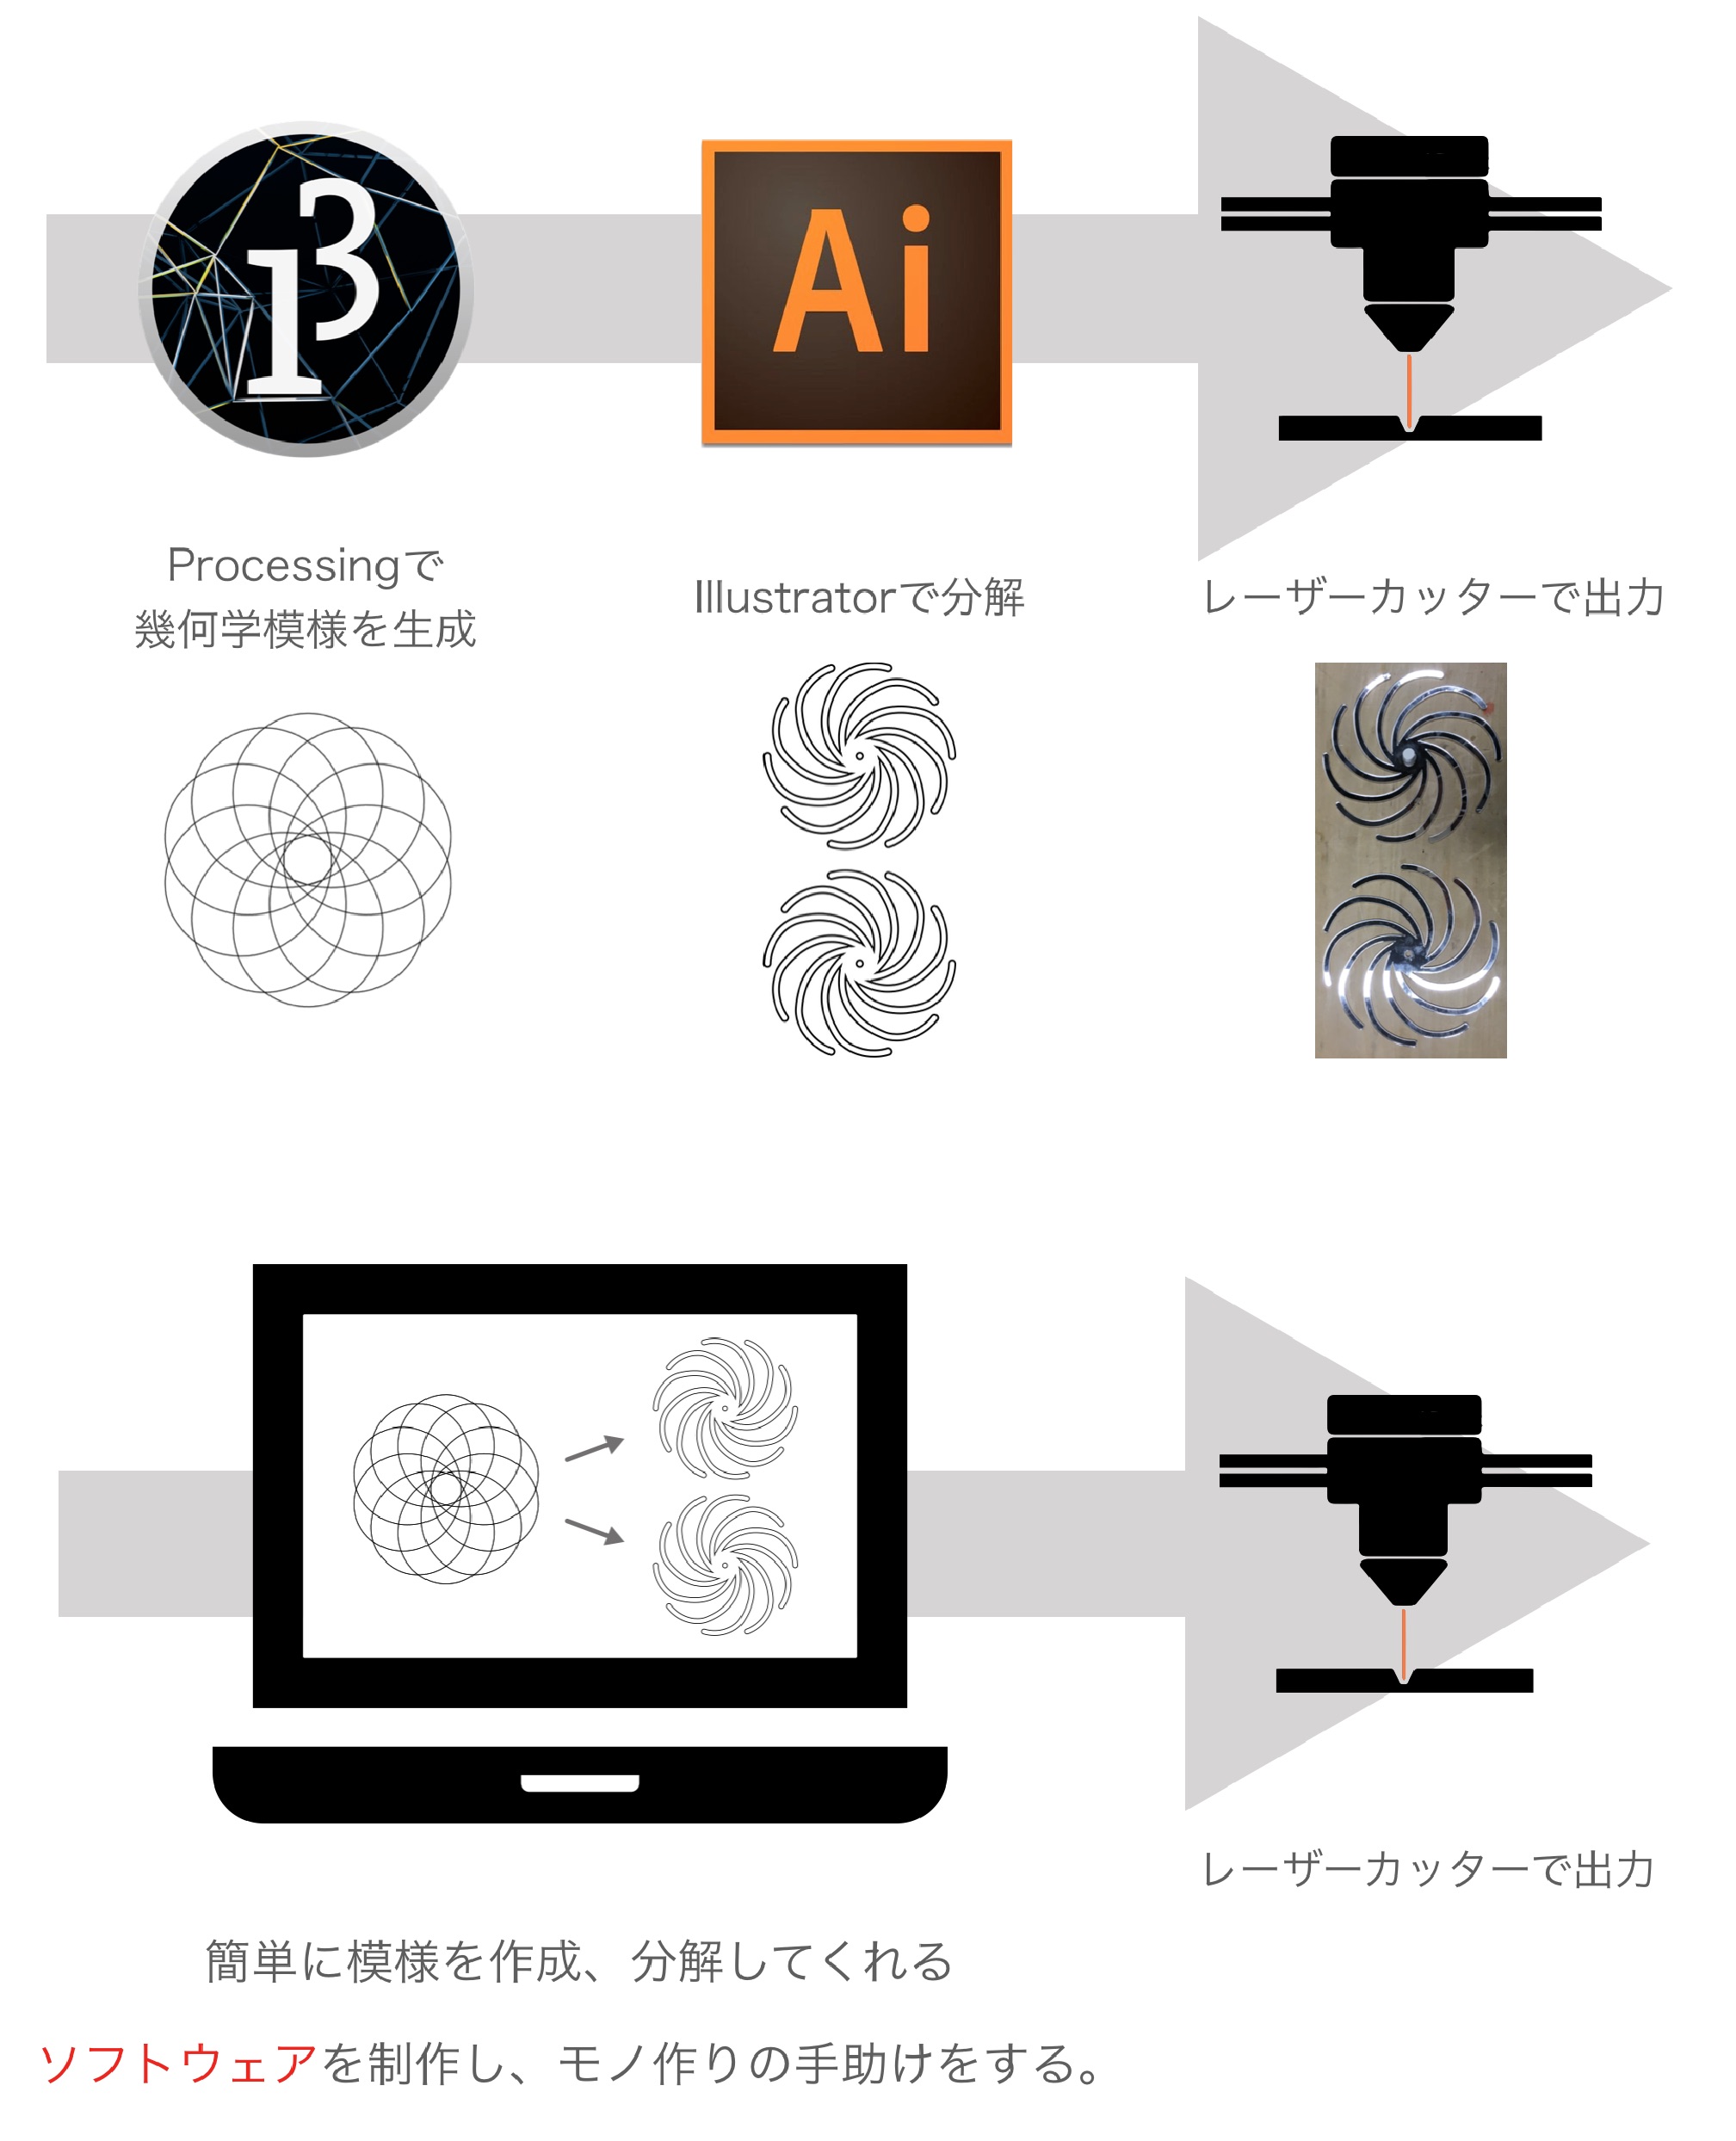 13
Ai
Processingで
幾何学模様を生成
Illustratorで分解
レーザーカッターで出力
レーザーカッターで出力
簡単に模様を作成、分解してくれる
ソフトウェアを制作し、モノ作りの手助けをする。